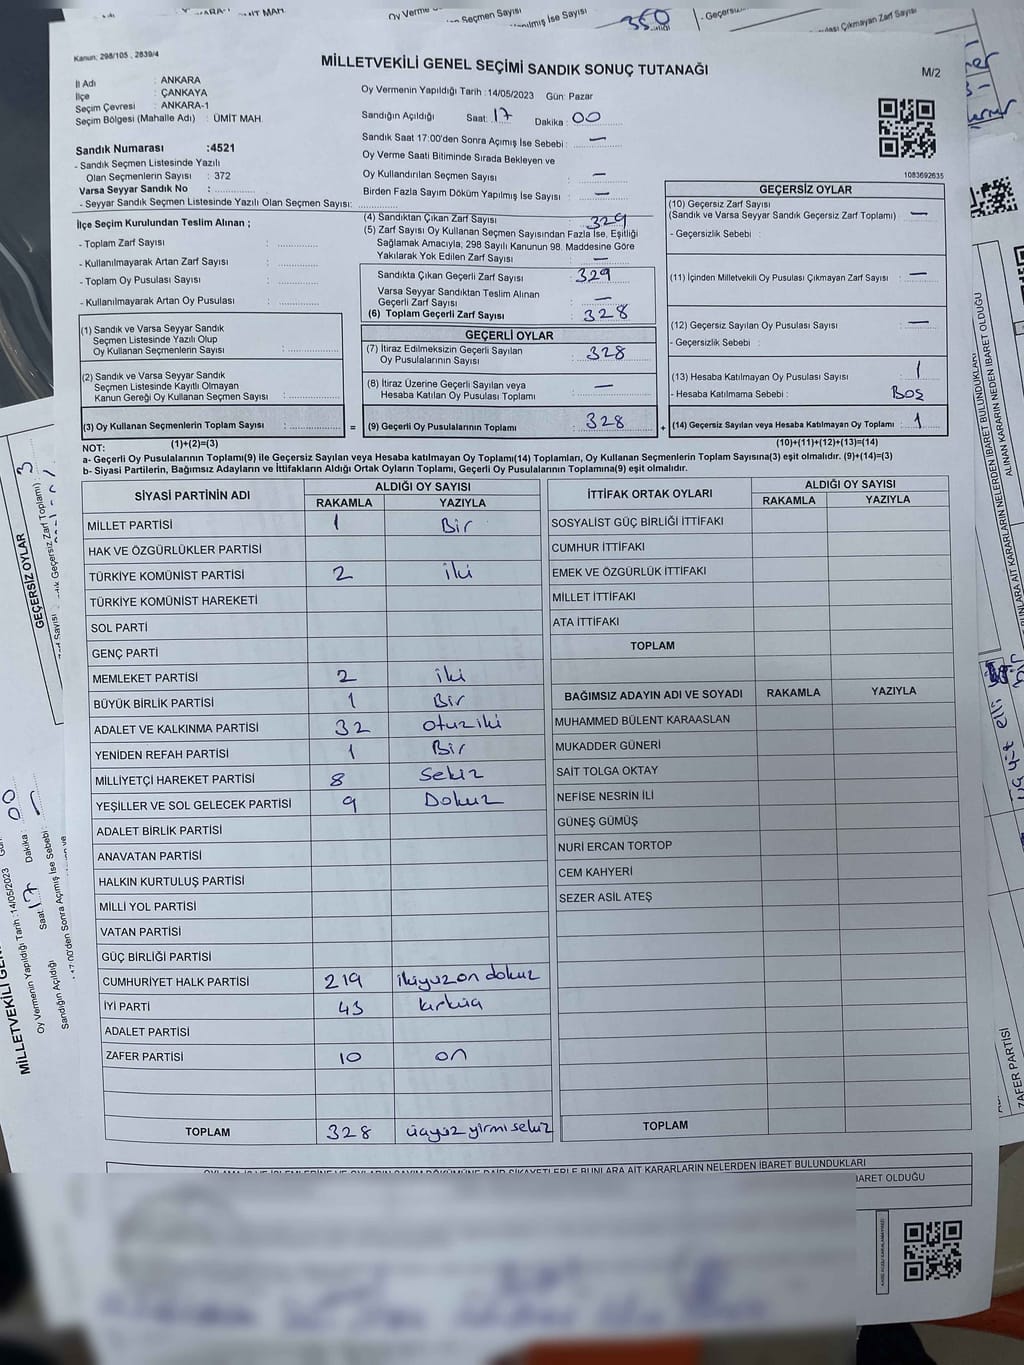 Kanun: 298/105 . 2839/4
MİLLETVEKİLİ GENEL SEÇİMİ SANDIK SONUÇ TUTANAĞI
M/2
İl Adı : ANKARA
İlçe : ÇANKAYA
Seçim Çevresi : ANKARA-1
Seçim Bölgesi (Mahalle Adı) : ÜMİT MAH.
Sandık Numarası :4521
- Sandık Seçmen Listesinde Yazılı
Olan Seçmenlerin Sayısı : 372
Varsa Seyyar Sandık No :
- Seyyar Sandık Seçmen Listesinde Yazılı Olan Seçmen Sayısı:
Oy Vermenin Yapıldığı Tarih :14/05/2023 Gün: Pazar
Sandığın Açıldığı Saat: 17 Dakika : 00
Sandık Saat 17:00'den Sonra Açımış İse Sebebi : —
Oy Verme Saati Bitiminde Sırada Bekleyen ve
Oy Kullandırılan Seçmen Sayısı : —
Birden Fazla Sayım Döküm Yapılmış İse Sayısı : —
1083692635
İlçe Seçim Kurulundan Teslim Alınan ;
- Toplam Zarf Sayısı :
- Kullanılmayarak Artan Zarf Sayısı :
- Toplam Oy Pusulası Sayısı :
- Kullanılmayarak Artan Oy Pusulası :
(4) Sandıktan Çıkan Zarf Sayısı : 329
(5) Zarf Sayısı Oy Kullanan Seçmen Sayısından Fazla İse, Eşitliği
Sağlamak Amacıyla, 298 Sayılı Kanunun 98. Maddesine Göre
Yakılarak Yok Edilen Zarf Sayısı : —
Sandıkta Çıkan Geçerli Zarf Sayısı : 329
Varsa Seyyar Sandıktan Teslim Alınan
Geçerli Zarf Sayısı : —
(6) Toplam Geçerli Zarf Sayısı : 328
GEÇERSİZ OYLAR
(10) Geçersiz Zarf Sayısı
(Sandık ve Varsa Seyyar Sandık Geçersiz Zarf Toplamı) : —
- Geçersizlik Sebebi :
(11) İçinden Milletvekili Oy Pusulası Çıkmayan Zarf Sayısı : —
(12) Geçersiz Sayılan Oy Pusulası Sayısı : —
- Geçersizlik Sebebi :
(13) Hesaba Katılmayan Oy Pusulası Sayısı : 1
- Hesaba Katılmama Sebebi : Boş
(14) Geçersiz Sayılan veya Hesaba Katılmayan Oy Toplamı : 1
(10)+(11)+(12)+(13)=(14)
(1) Sandık ve Varsa Seyyar Sandık
Seçmen Listesinde Yazılı Olup
Oy Kullanan Seçmenlerin Sayısı :
(2) Sandık ve Varsa Seyyar Sandık
Seçmen Listesinde Kayıtlı Olmayan
Kanun Gereği Oy Kullanan Seçmen Sayısı :
(3) Oy Kullanan Seçmenlerin Toplam Sayısı : =
(1)+(2)=(3)
GEÇERLİ OYLAR
(7) İtiraz Edilmeksizin Geçerli Sayılan
Oy Pusulalarının Sayısı : 328
(8) İtiraz Üzerine Geçerli Sayılan veya
Hesaba Katılan Oy Pusulası Toplamı : —
(9) Geçerli Oy Pusulalarının Toplamı : 328 +
NOT:
a- Geçerli Oy Pusulalarının Toplamı(9) ile Geçersiz Sayılan veya Hesaba katılmayan Oy Toplamı(14) Toplamları, Oy Kullanan Seçmenlerin Toplam Sayısına(3) eşit olmalıdır. (9)+(14)=(3)
b- Siyasi Partilerin, Bağımsız Adayların ve İttifakların Aldığı Ortak Oyların Toplamı, Geçerli Oy Pusulalarının Toplamına(9) eşit olmalıdır.
SİYASİ PARTİNİN ADI ALDIĞI OY SAYISI
RAKAMLA YAZIYLA
MİLLET PARTİSİ 1 Bir
HAK VE ÖZGÜRLÜKLER PARTİSİ
TÜRKİYE KOMÜNİST PARTİSİ 2 iki
TÜRKİYE KOMÜNİST HAREKETİ
SOL PARTİ
GENÇ PARTİ
MEMLEKET PARTİSİ 2 iki
BÜYÜK BİRLİK PARTİSİ 1 Bir
ADALET VE KALKINMA PARTİSİ 32 otuziki
YENİDEN REFAH PARTİSİ 1 Bir
MİLLİYETÇİ HAREKET PARTİSİ 8 Sekiz
YEŞİLLER VE SOL GELECEK PARTİSİ 9 Dokuz
ADALET BİRLİK PARTİSİ
ANAVATAN PARTİSİ
HALKIN KURTULUŞ PARTİSİ
MİLLİ YOL PARTİSİ
VATAN PARTİSİ
GÜÇ BİRLİĞİ PARTİSİ
CUMHURİYET HALK PARTİSİ 219 ikiyüzon dokuz
İYİ PARTİ 43 kırküç
ADALET PARTİSİ
ZAFER PARTİSİ 10 on
TOPLAM 328 üçyüz yirmi sekiz
İTTİFAK ORTAK OYLARI ALDIĞI OY SAYISI
RAKAMLA YAZIYLA
SOSYALİST GÜÇ BİRLİĞİ İTTİFAKI
CUMHUR İTTİFAKI
EMEK VE ÖZGÜRLÜK İTTİFAKI
MİLLET İTTİFAKI
ATA İTTİFAKI
TOPLAM
BAĞIMSIZ ADAYIN ADI VE SOYADI RAKAMLA YAZIYLA
MUHAMMED BÜLENT KARAASLAN
MUKADDER GÜNERİ
SAİT TOLGA OKTAY
NEFİSE NESRİN İLİ
GÜNEŞ GÜMÜŞ
NURİ ERCAN TORTOP
CEM KAHYERİ
SEZER ASİL ATEŞ
TOPLAM
BUNLARA AİT KARARLARIN NELERDEN İBARET BULUNDUKLARI